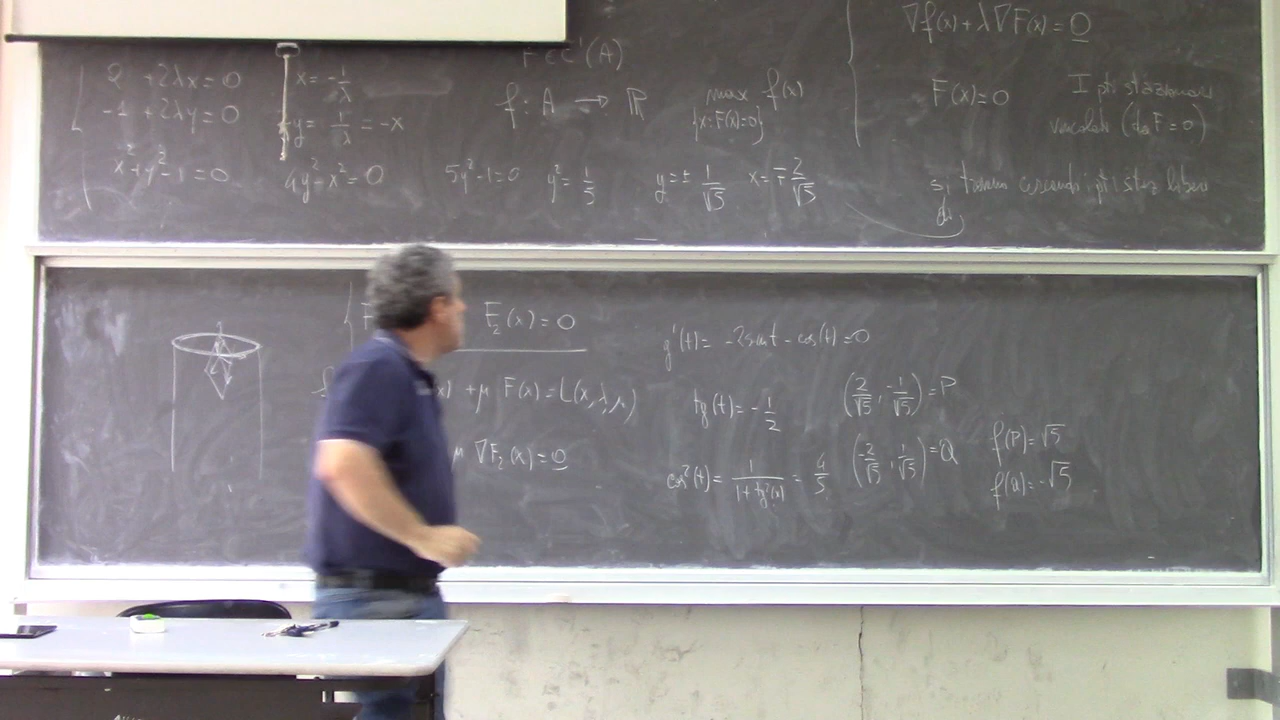 2 + 2λx = 0
-1 + 2λy = 0
x² + y² - 1 = 0
x = - 1/λ
y = 1/λ = -x
4y² - x² = 0
F ∈ C'(A)
f: A → ℝ
max f(x)
{x: F(x)=0}
5y² - 1 = 0 y² = 1/5 y = ± 1/√5 x = ∓ 2/√5
∇f(x) + λ∇F(x) = 0
F(x) = 0
I pti stazionari
vincolati (da F = 0)
si trovano cercando i pti staz liberi
di
F₂(x) = 0
+ μ F(x) = L(x, λ, μ)
μ ∇F₂(x) = 0
g'(t) = -2sint - cos(t) = 0
tg(t) = - 1/2
cos²(t) = 1/(1 + tg²(x)) = 4/5
(2/√5, -1/√5) = P
(-2/√5, 1/√5) = Q
f(P) = √5
f(Q) = -√5